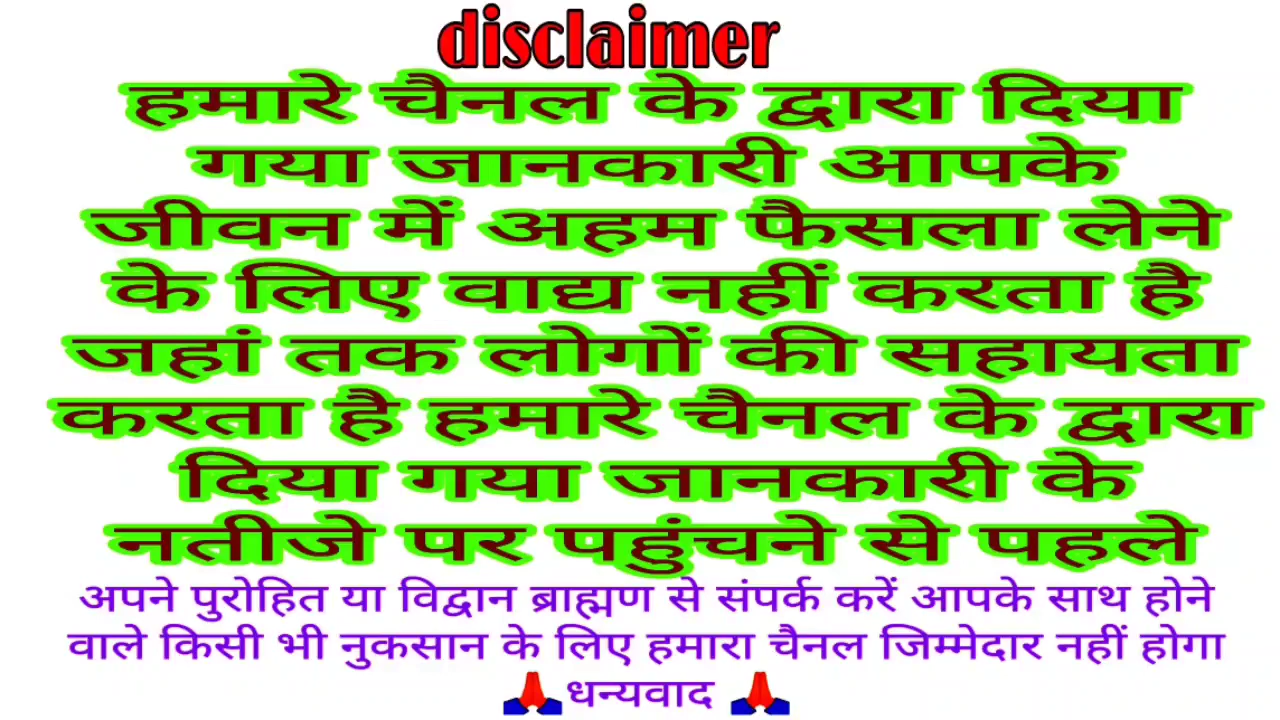 disclaimer
हमारे चैनल के द्वारा दिया
गया जानकारी आपके
जीवन में अहम फैसला लेने
के लिए वाद्य नहीं करता है
जहां तक लोगों की सहायता
करता है हमारे चैनल के द्वारा
दिया गया जानकारी के
नतीजे पर पहुंचने से पहले
अपने पुरोहित या विद्वान ब्राह्मण से संपर्क करें आपके साथ होने
वाले किसी भी नुकसान के लिए हमारा चैनल जिम्मेदार नहीं होगा
🙏धन्यवाद 🙏